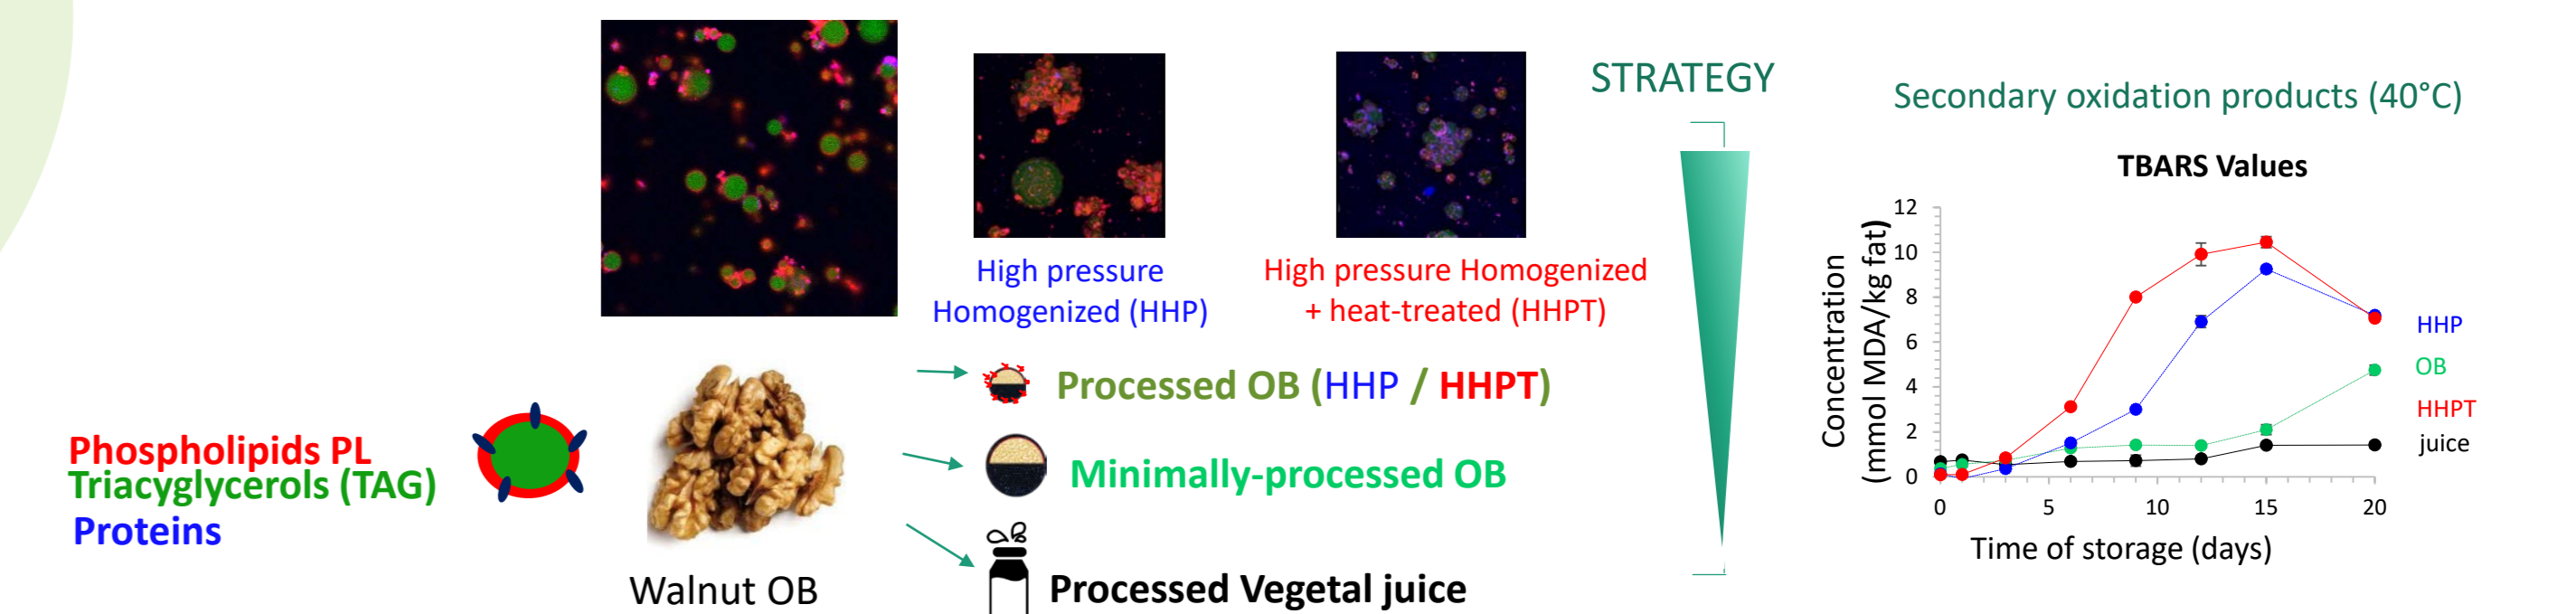 Phospholipids PL
Triacyglycerols (TAG)
Proteins
Walnut OB
High pressure
Homogenized (HHP)
High pressure Homogenized
+ heat-treated (HHPT)
Processed OB (HHP / HHPT)
Minimally-processed OB
Processed Vegetal juice
STRATEGY
Secondary oxidation products (40°C)
TBARS Values
Concentration
(mmol MDA/kg fat)
12
10
8
6
4
2
0
0 5 10 15 20
Time of storage (days)
HHP
OB
HHPT
juice